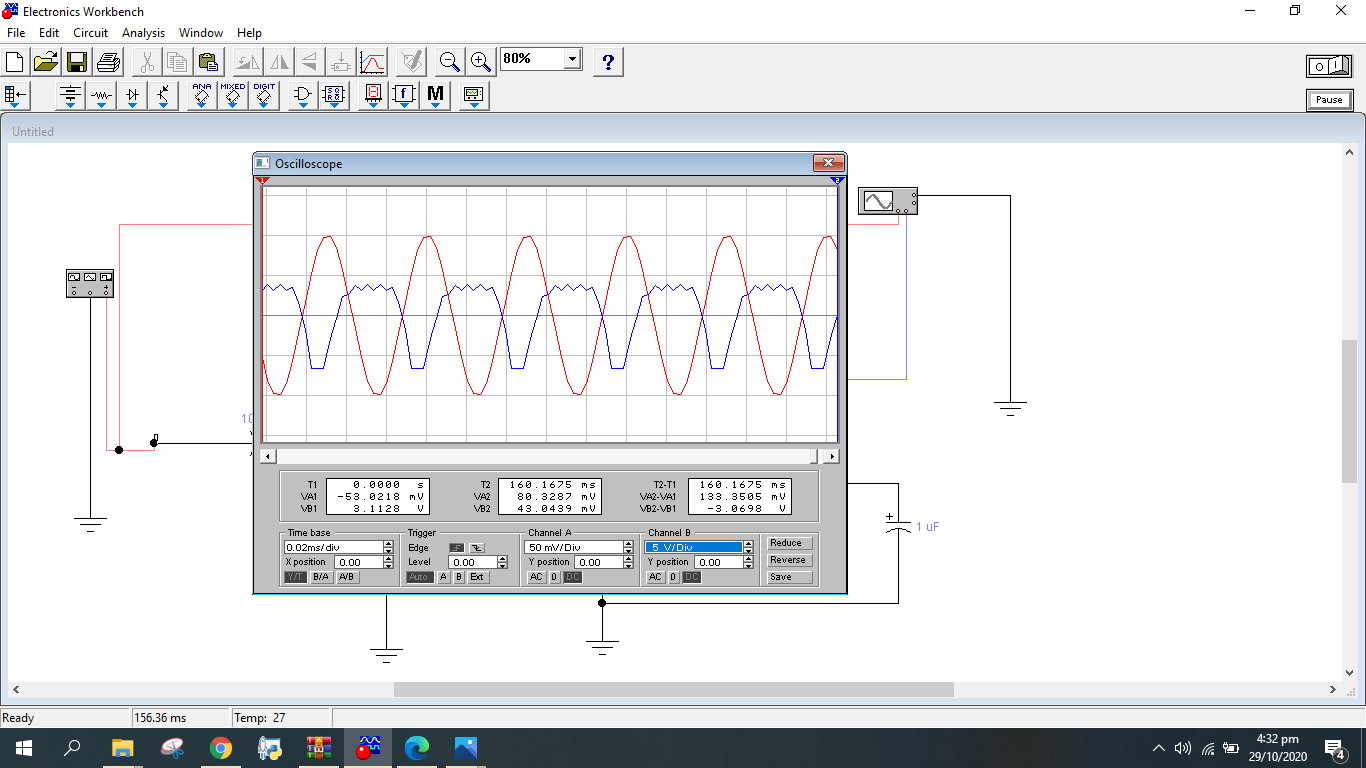 Electronics Workbench
File Edit Circuit Analysis Window Help
80%
?
ANA MIXED DIGIT
f M
Pause
Untitled
Oscilloscope
1 2
10
T1 0.0000 s T2 160.1675 ms T2-T1 160.1675 ms
VA1 -53.0218 mV VA2 80.3287 mV VA2-VA1 133.3505 mV
VB1 3.1128 V VB2 43.0439 mV VB2-VB1 -3.0698 V
Time base Trigger Channel A Channel B
0.02ms/div Edge 50 mV/Div 5 V/Div Reduce
X position 0.00 Level 0.00 Y position 0.00 Y position 0.00 Reverse
Y/T B/A A/B Auto A B Ext AC 0 DC AC 0 DC Save
+ 1 uF
Ready 156.36 ms Temp: 27
4:32 pm
29/10/2020
4